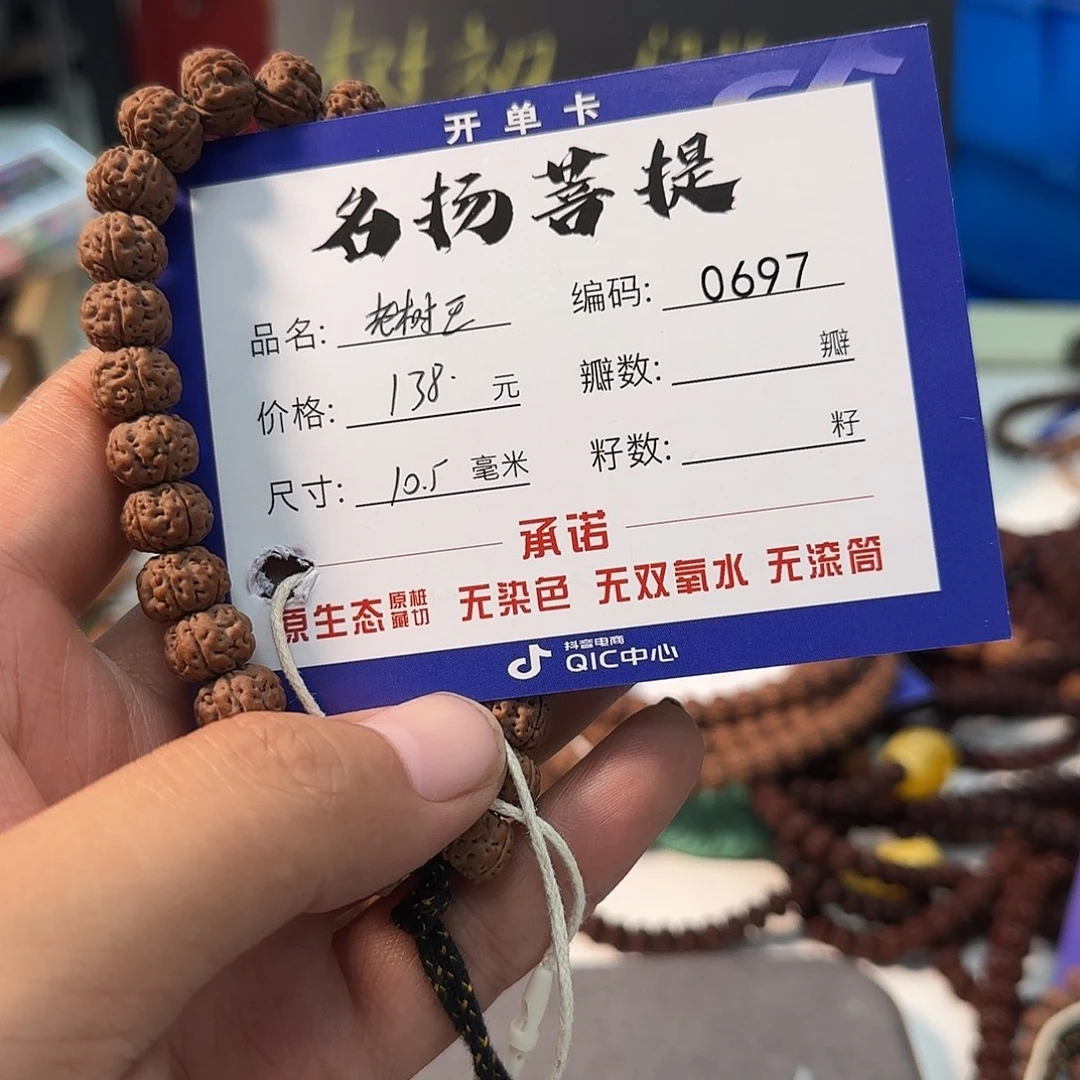 开单卡
名扬菩提
品名: 老树王 编码: 0697
价格: 138. 元 瓣数: 瓣
尺寸: 10.5 毫米 籽数: 籽
承诺
原生态 原桩藏切 无染色 无双氧水 无滚筒
抖音电商
QIC中心